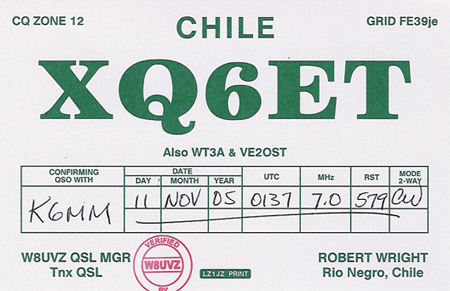 CQ ZONE 12 CHILE GRID FE39je
XQ6ET
Also WT3A & VE2OST
CONFIRMING QSO WITH DATE DAY MONTH YEAR UTC MHz RST MODE 2-WAY
K6MM 11 NOV 05 0137 7.0 579 CW
W8UVZ QSL MGR VERIFIED ROBERT WRIGHT
Tnx QSL W8UVZ Rio Negro, Chile
BY LZ1JZ PRINT